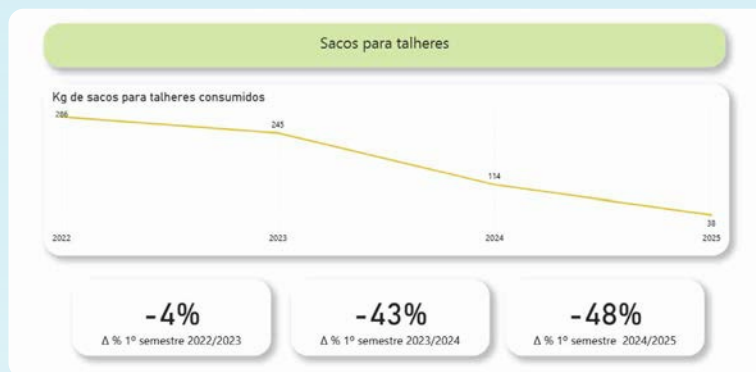 Sacos para talheres
Kg de sacos para talheres consumidos
286
245
114
38
2022
2023
2024
2025
-4%
Δ % 1º semestre 2022/2023
-43%
Δ % 1º semestre 2023/2024
-48%
Δ % 1º semestre 2024/2025